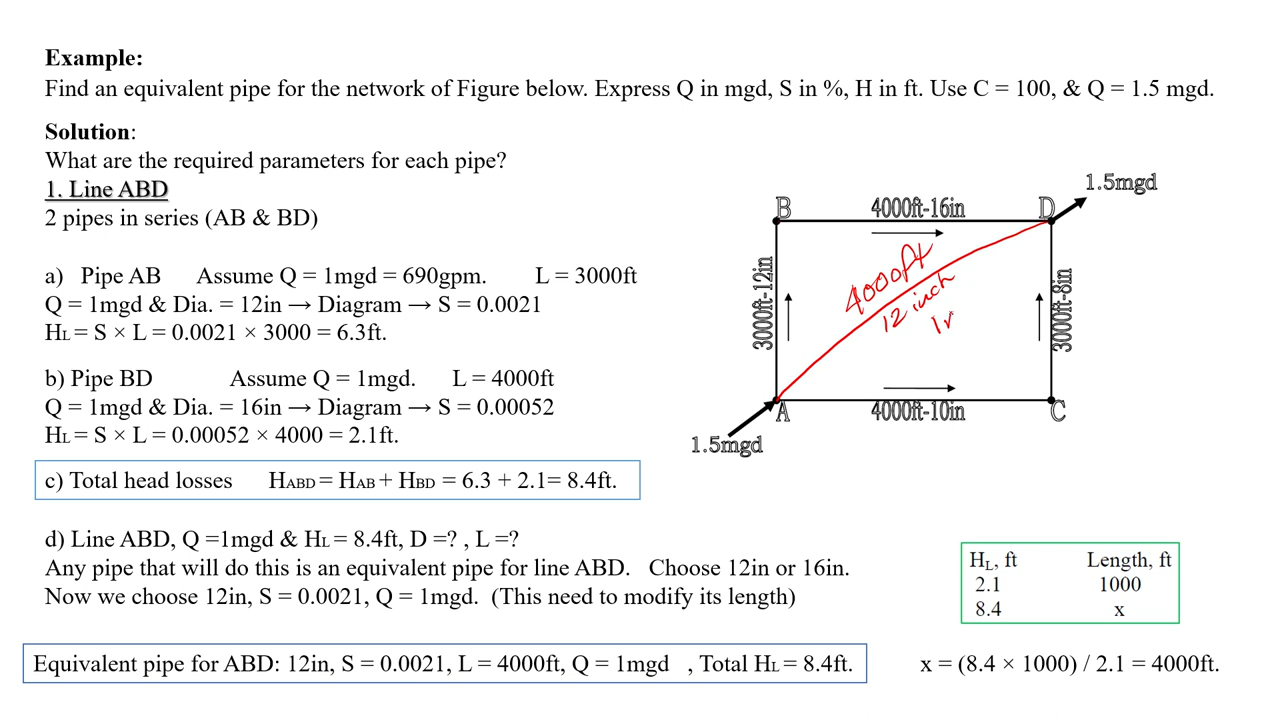 Example:
Find an equivalent pipe for the network of Figure below. Express Q in mgd, S in %, H in ft. Use C = 100, & Q = 1.5 mgd.
Solution:
What are the required parameters for each pipe?
1. Line ABD
2 pipes in series (AB & BD)
a) Pipe AB Assume Q = 1mgd = 690gpm. L = 3000ft
Q = 1mgd & Dia. = 12in → Diagram → S = 0.0021
HL = S × L = 0.0021 × 3000 = 6.3ft.
b) Pipe BD Assume Q = 1mgd. L = 4000ft
Q = 1mgd & Dia. = 16in → Diagram → S = 0.00052
HL = S × L = 0.00052 × 4000 = 2.1ft.
c) Total head losses HABD = HAB + HBD = 6.3 + 2.1= 8.4ft.
d) Line ABD, Q =1mgd & HL = 8.4ft, D =? , L =?
Any pipe that will do this is an equivalent pipe for line ABD. Choose 12in or 16in.
Now we choose 12in, S = 0.0021, Q = 1mgd. (This need to modify its length)
Equivalent pipe for ABD: 12in, S = 0.0021, L = 4000ft, Q = 1mgd , Total HL = 8.4ft.
1.5mgd
B
4000ft-16in
D
4000ft
12 inch
3000ft-12in
3000ft-8in
A
4000ft-10in
C
1.5mgd
HL, ft Length, ft
2.1 1000
8.4 x
x = (8.4 × 1000) / 2.1 = 4000ft.